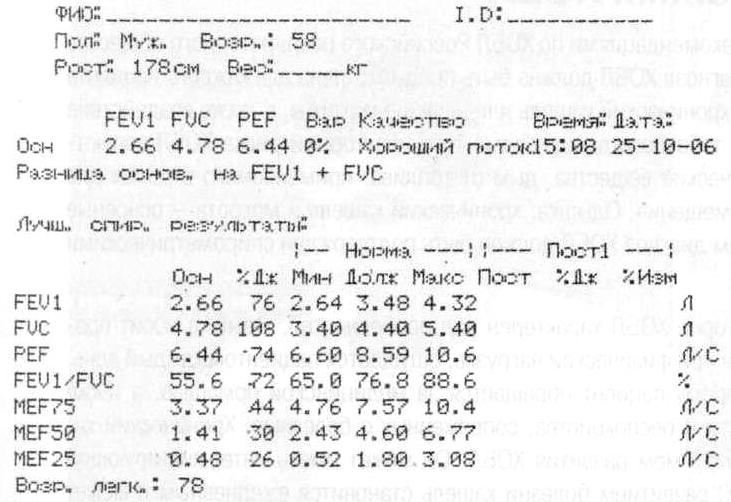 ФИО:____________________ I.D:__________
Пол: Муж. Возр.: 58
Рост: 178см Вес: кг
FEV1 FVC PEF Вар Качество Время: Дата:
Осн 2.66 4.78 6.44 0% Хороший поток15:08 25-10-06
Разница основ. на FEV1 + FVC
Лучш. спир. результаты:
¦-- Норма --¦¦-- Пост1 --¦
Осн %Дж Мин Должн Макс Пост %Дж %Изм
FEV1 2.66 76 2.64 3.48 4.32 Л
FVC 4.78 108 3.40 4.40 5.40 Л
PEF 6.44 74 6.60 8.59 10.6 Л/С
FEV1/FVC 55.6 72 65.0 76.8 88.6 %
MEF75 3.37 44 4.76 7.57 10.4 Л/С
MEF50 1.41 30 2.43 4.60 6.77 Л/С
MEF25 0.48 26 0.52 1.80 3.08 Л/С
Возр. легк.: 78